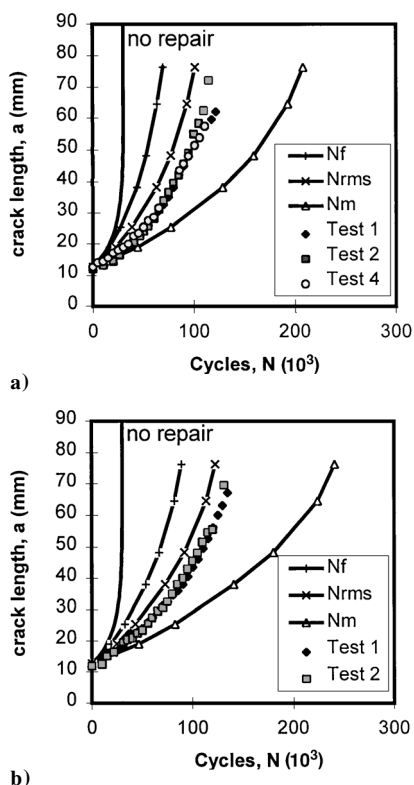 90
no repair
80
70
60
50
40
30
20
10
0
crack length, a (mm)
Nf
Nrms
Nm
Test 1
Test 2
Test 4
0 100 200 300
Cycles, N (10³)
a)
90
no repair
80
70
60
50
40
30
20
10
0
crack length, a (mm)
Nf
Nrms
Nm
Test 1
Test 2
0 100 200 300
Cycles, N (10³)
b)